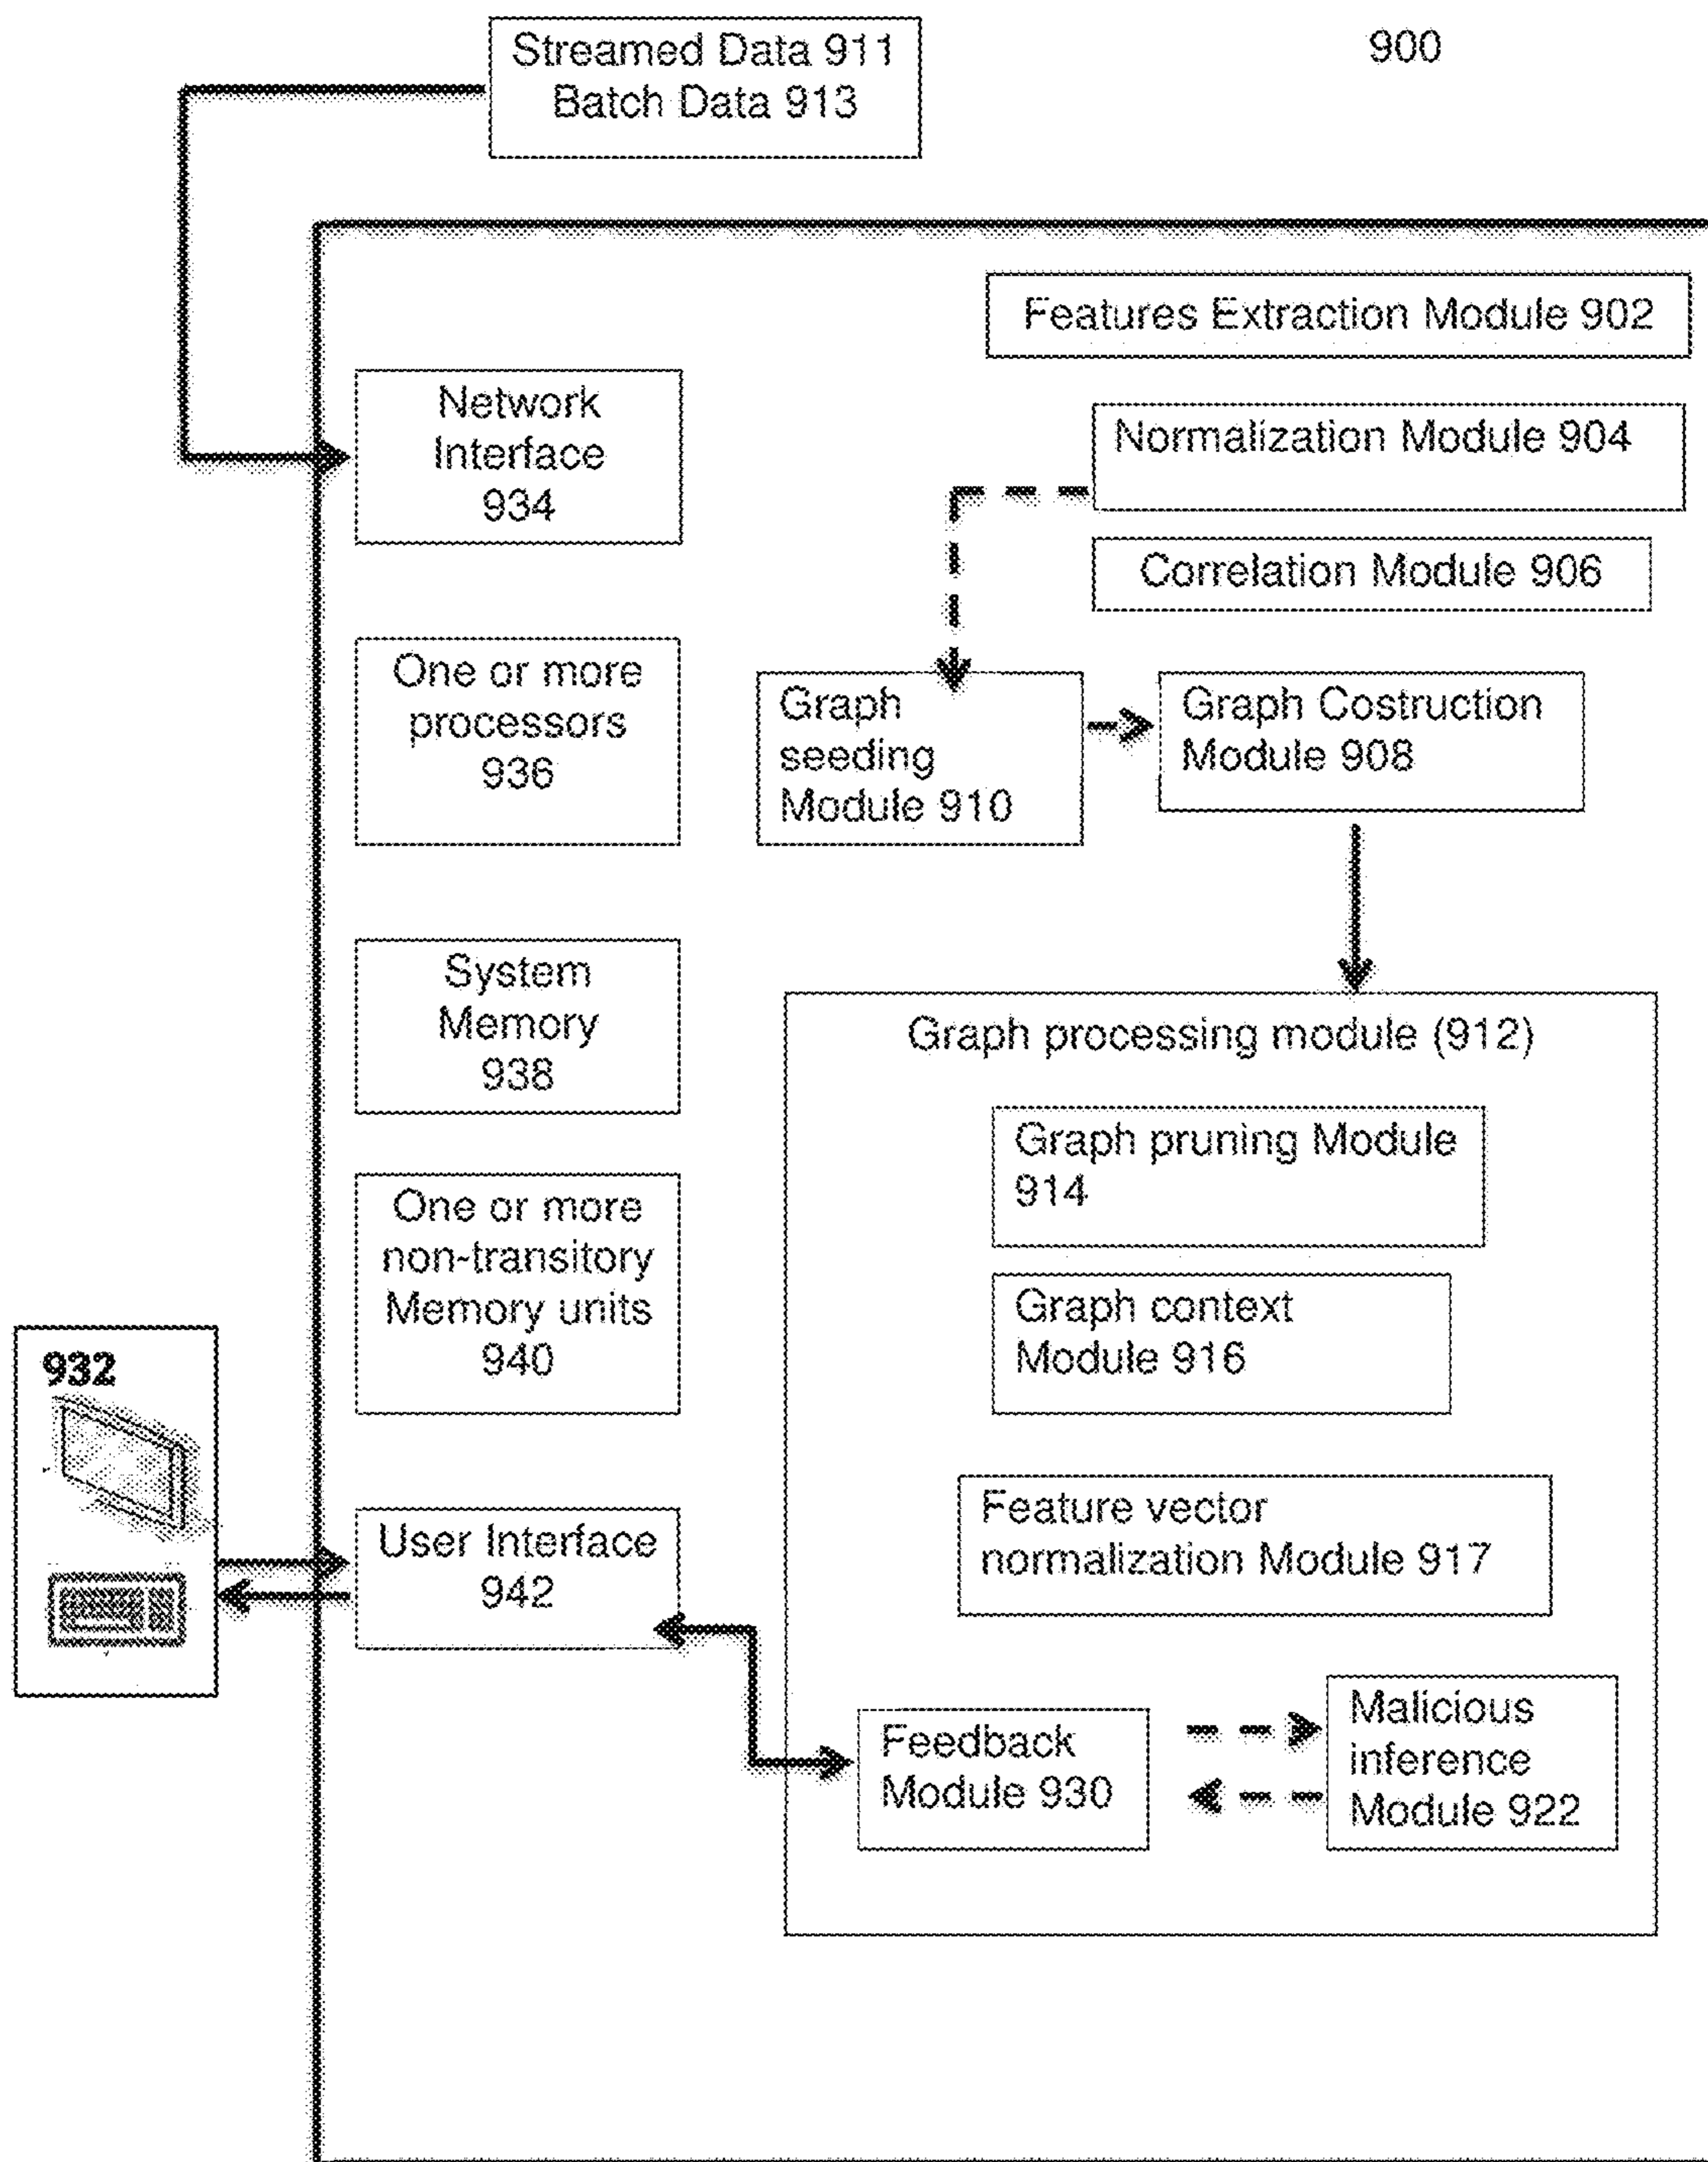 Streamed Data 911
Batch Data 913
900
Features Extraction Module 902
Network
Interface
934
Normalization Module 904
Correlation Module 906
One or more
processors
936
Graph
seeding
Module 910
Graph Costruction
Module 908
System
Memory
938
Graph processing module (912)
Graph pruning Module
914
One or more
non-transitory
Memory units
940
Graph context
Module 916
932
User Interface
942
Feature vector
normalization Module 917
Feedback
Module 930
Malicious
inference
Module 922